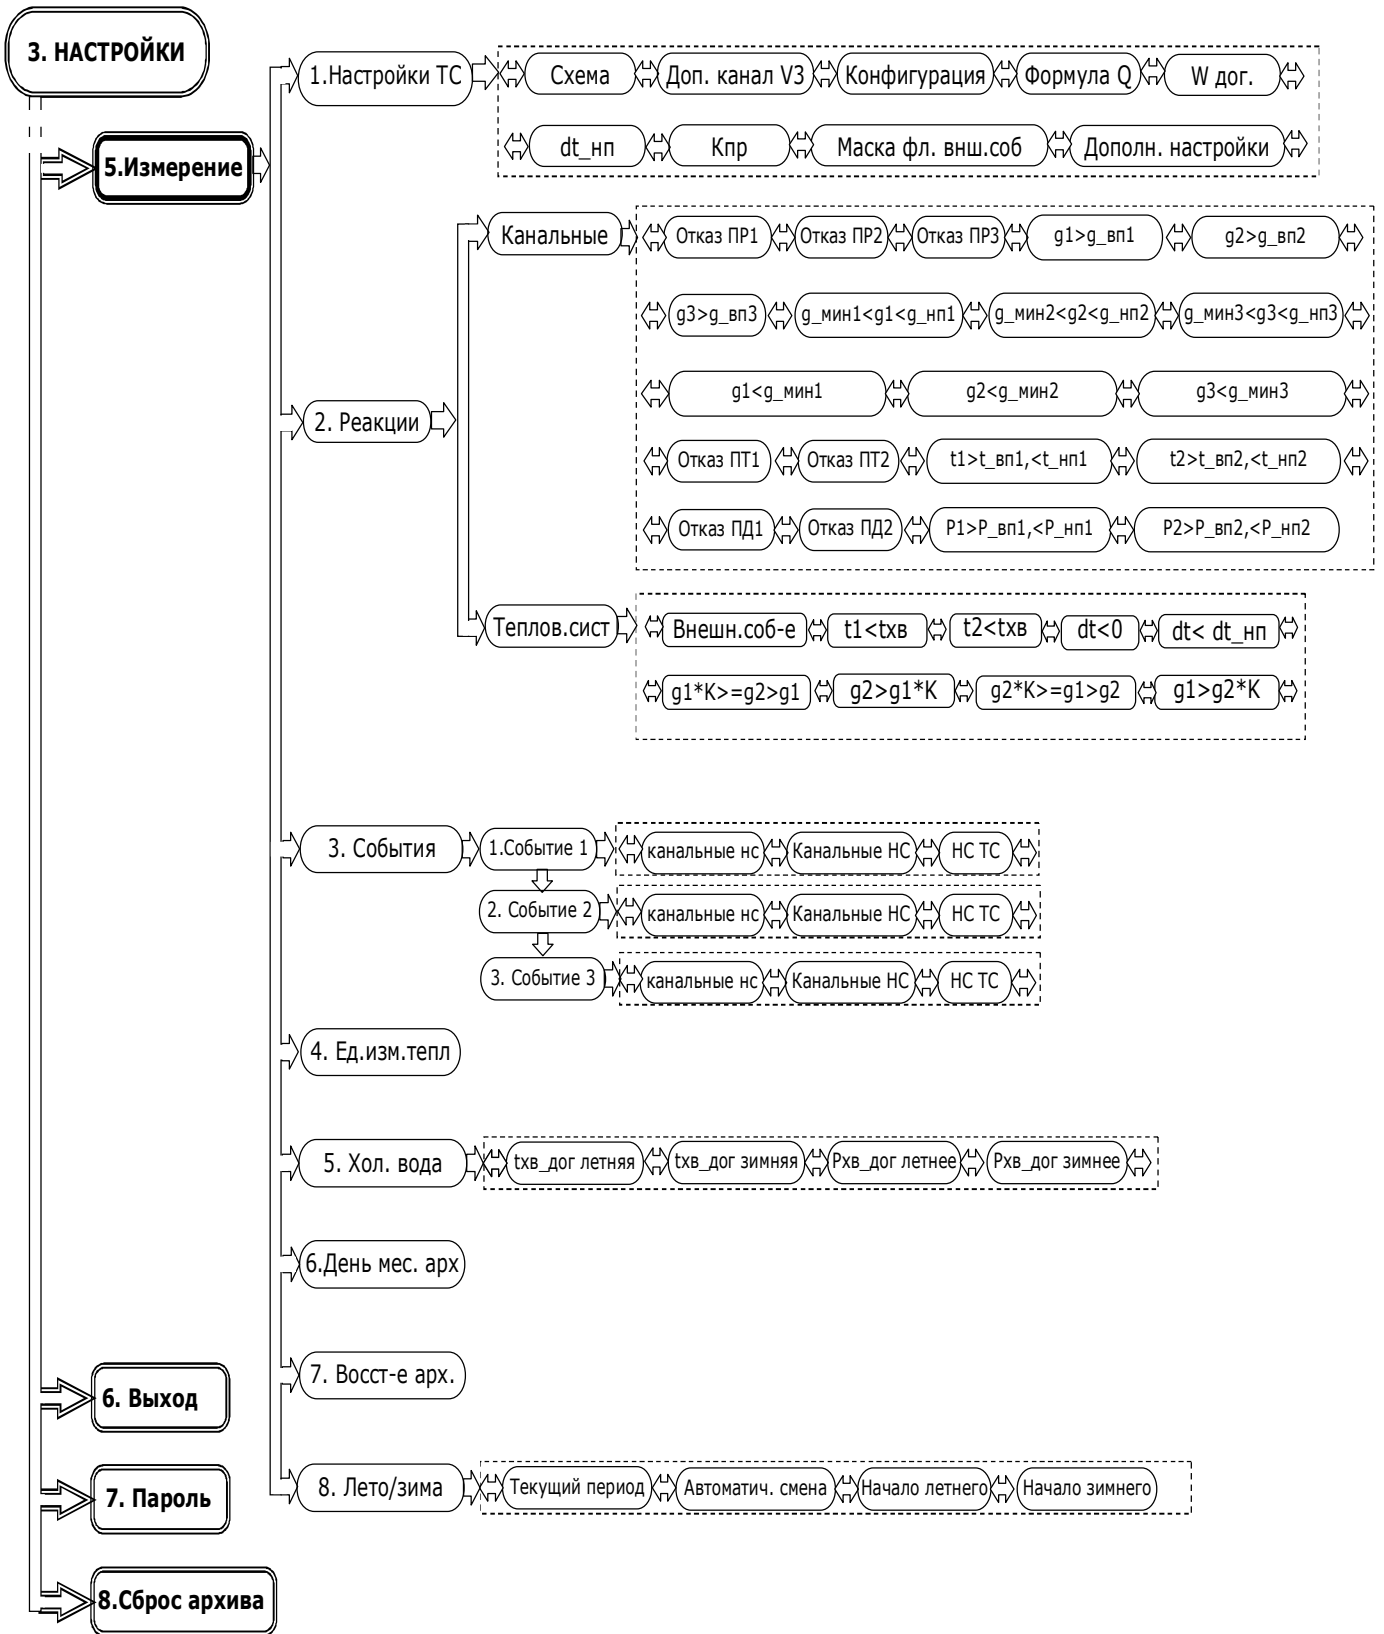 3. НАСТРОЙКИ
5.Измерение
1.Настройки ТС
Схема
Доп. канал V3
Конфигурация
Формула Q
W дог.
dt_нп
Кпр
Маска фл. внш.соб
Дополн. настройки
2. Реакции
Канальные
Отказ ПР1
Отказ ПР2
Отказ ПР3
g1>g_вп1
g2>g_вп2
g3>g_вп3
g_мин1<g1<g_нп1
g_мин2<g2<g_нп2
g_мин3<g3<g_нп3
g1<g_мин1
g2<g_мин2
g3<g_мин3
Отказ ПТ1
Отказ ПТ2
t1>t_вп1,<t_нп1
t2>t_вп2,<t_нп2
Отказ ПД1
Отказ ПД2
P1>P_вп1,<P_нп1
P2>P_вп2,<P_нп2
Теплов.сист
Внешн.соб-е
t1<tхв
t2<tхв
dt<0
dt< dt_нп
g1*K>=g2>g1
g2>g1*K
g2*K>=g1>g2
g1>g2*K
3. События
1.Событие 1
канальные нс
Канальные НС
НС ТС
2. Событие 2
канальные нс
Канальные НС
НС ТС
3. Событие 3
канальные нс
Канальные НС
НС ТС
4. Ед.изм.тепл
5. Хол. вода
tхв_дог летняя
tхв_дог зимняя
Рхв_дог летнее
Рхв_дог зимнее
6.День мес. арх
7. Восст-е арх.
8. Лето/зима
Текущий период
Автоматич. смена
Начало летнего
Начало зимнего
6. Выход
7. Пароль
8.Сброс архива